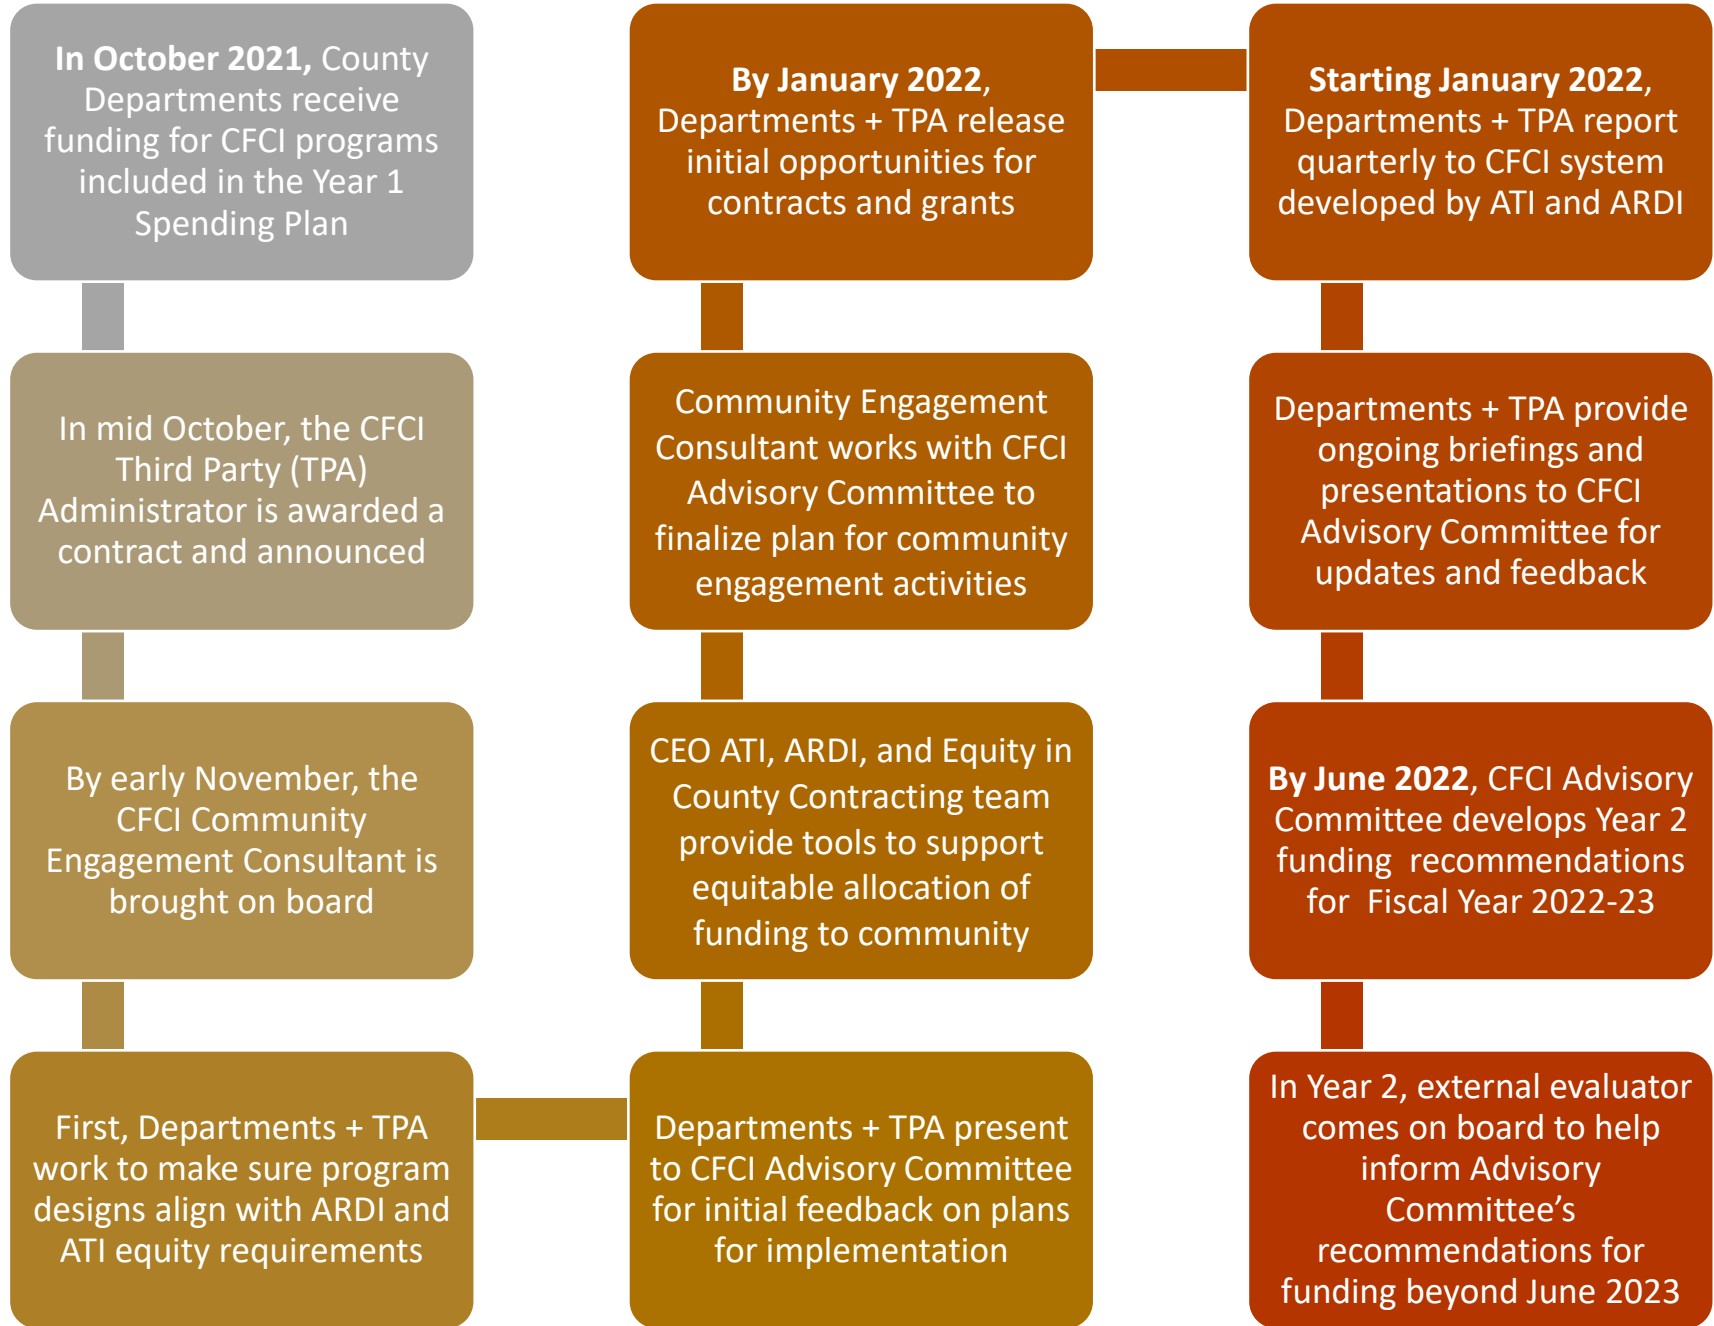 In October 2021, County
Departments receive
funding for CFCI programs
included in the Year 1
Spending Plan
In mid October, the CFCI
Third Party (TPA)
Administrator is awarded a
contract and announced
By early November, the
CFCI Community
Engagement Consultant is
brought on board
First, Departments + TPA
work to make sure program
designs align with ARDI and
ATI equity requirements
Departments + TPA present
to CFCI Advisory Committee
for initial feedback on plans
for implementation
CEO ATI, ARDI, and Equity in
County Contracting team
provide tools to support
equitable allocation of
funding to community
Community Engagement
Consultant works with CFCI
Advisory Committee to
finalize plan for community
engagement activities
By January 2022,
Departments + TPA release
initial opportunities for
contracts and grants
Starting January 2022,
Departments + TPA report
quarterly to CFCI system
developed by ATI and ARDI
Departments + TPA provide
ongoing briefings and
presentations to CFCI
Advisory Committee for
updates and feedback
By June 2022, CFCI Advisory
Committee develops Year 2
funding recommendations
for Fiscal Year 2022-23
In Year 2, external evaluator
comes on board to help
inform Advisory
Committee’s
recommendations for
funding beyond June 2023